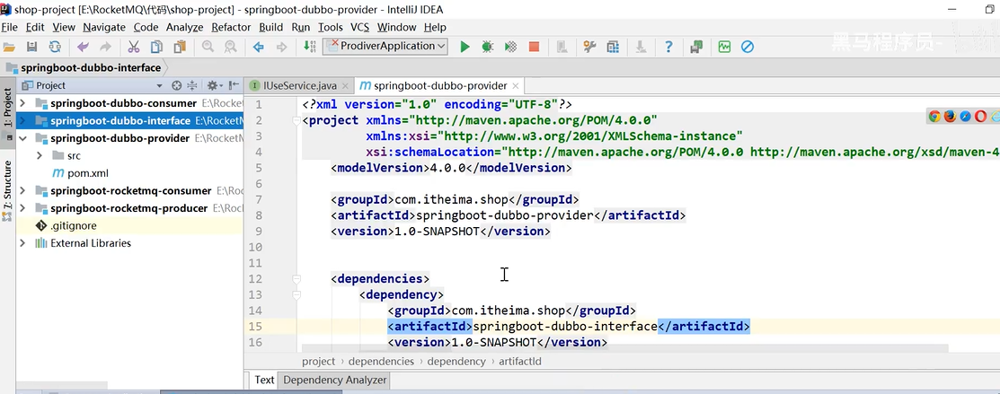 shop-project [E:\RocketMQ\代码\shop-project] - springboot-dubbo-provider - IntelliJ IDEA
File Edit View Navigate Code Analyze Refactor Build Run Tools VCS Window Help
ProdiverApplication
黑马程序员-
springboot-dubbo-interface
Project
IUseService.java
springboot-dubbo-provider
1: Project
7: Structure
springboot-dubbo-consumer E:\Rocket
springboot-dubbo-interface E:\RocketM
springboot-dubbo-provider E:\Rocket
src
pom.xml
springboot-rocketmq-consumer E:\Roc
springboot-rocketmq-producer E:\Roc
.gitignore
External Libraries
1 <?xml version="1.0" encoding="UTF-8"?>
2 <project xmlns="http://maven.apache.org/POM/4.0.0"
3 xmlns:xsi="http://www.w3.org/2001/XMLSchema-instance"
4 xsi:schemaLocation="http://maven.apache.org/POM/4.0.0 http://maven.apache.org/xsd/maven-4
5 <modelVersion>4.0.0</modelVersion>
6
7 <groupId>com.itheima.shop</groupId>
8 <artifactId>springboot-dubbo-provider</artifactId>
9 <version>1.0-SNAPSHOT</version>
10
11
12 <dependencies>
13 <dependency>
14 <groupId>com.itheima.shop</groupId>
15 <artifactId>springboot-dubbo-interface</artifactId>
16 <version>1.0-SNAPSHOT</version>
project › dependencies › dependency › artifactId
Text Dependency Analyzer